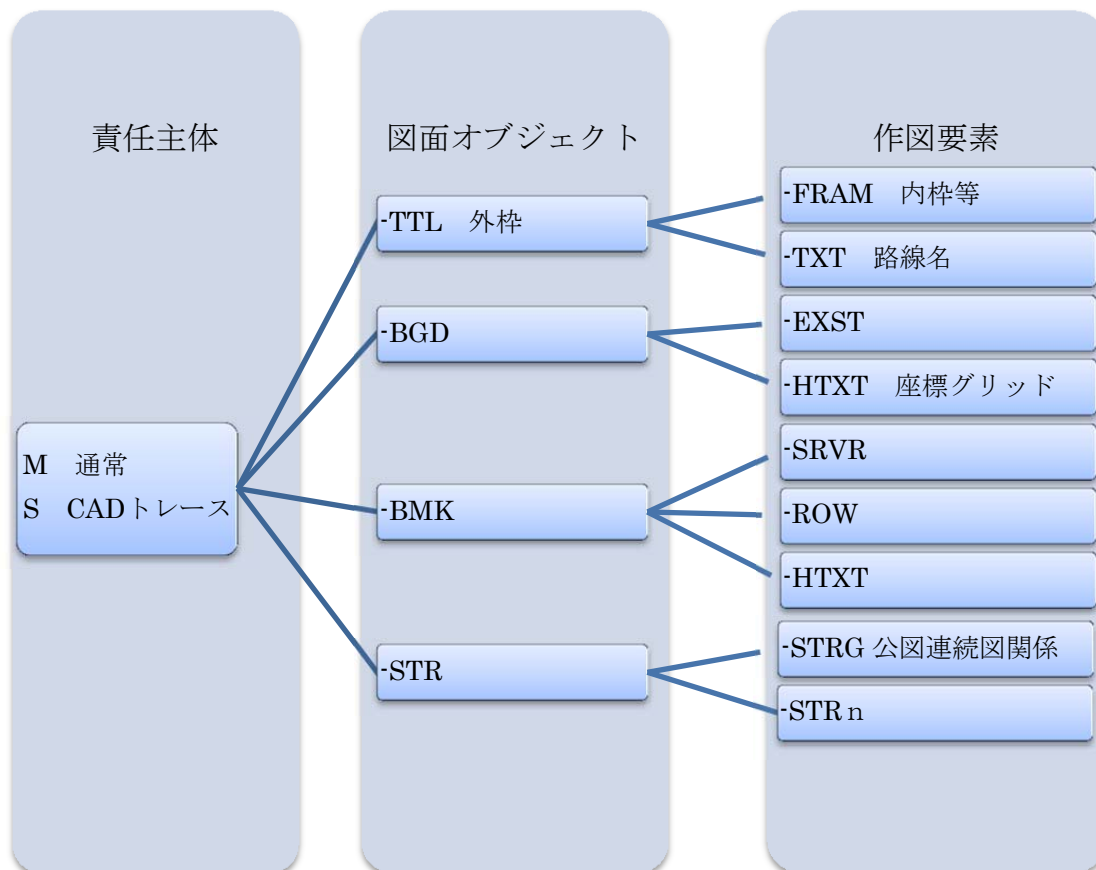 責任主体
M　通常
S　CADトレース
図面オブジェクト
-TTL　外枠
-BGD
-BMK
-STR
作図要素
-FRAM　内枠等
-TXT　路線名
-EXST
-HTXT　座標グリッド
-SRVR
-ROW
-HTXT
-STRG 公図連続図関係
-STRｎ